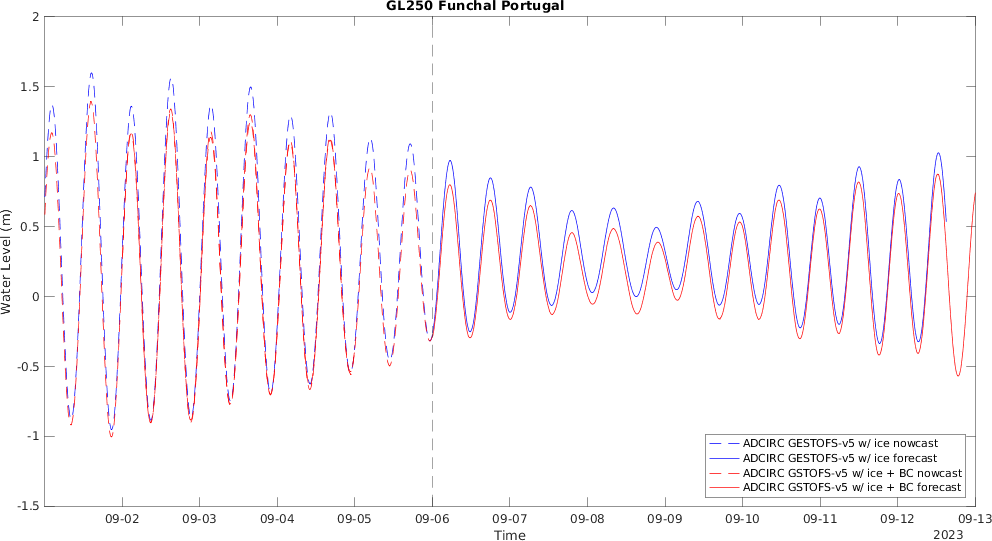 GL250 Funchal Portugal
2
1.5
1
0.5
0
-0.5
-1
-1.5
Water Level (m)
ADCIRC GESTOFS-v5 w/ ice nowcast
ADCIRC GESTOFS-v5 w/ ice forecast
ADCIRC GSTOFS-v5 w/ ice + BC nowcast
ADCIRC GSTOFS-v5 w/ ice + BC forecast
09-02 09-03 09-04 09-05 09-06 09-07 09-08 09-09 09-10 09-11 09-12 09-13
Time
2023